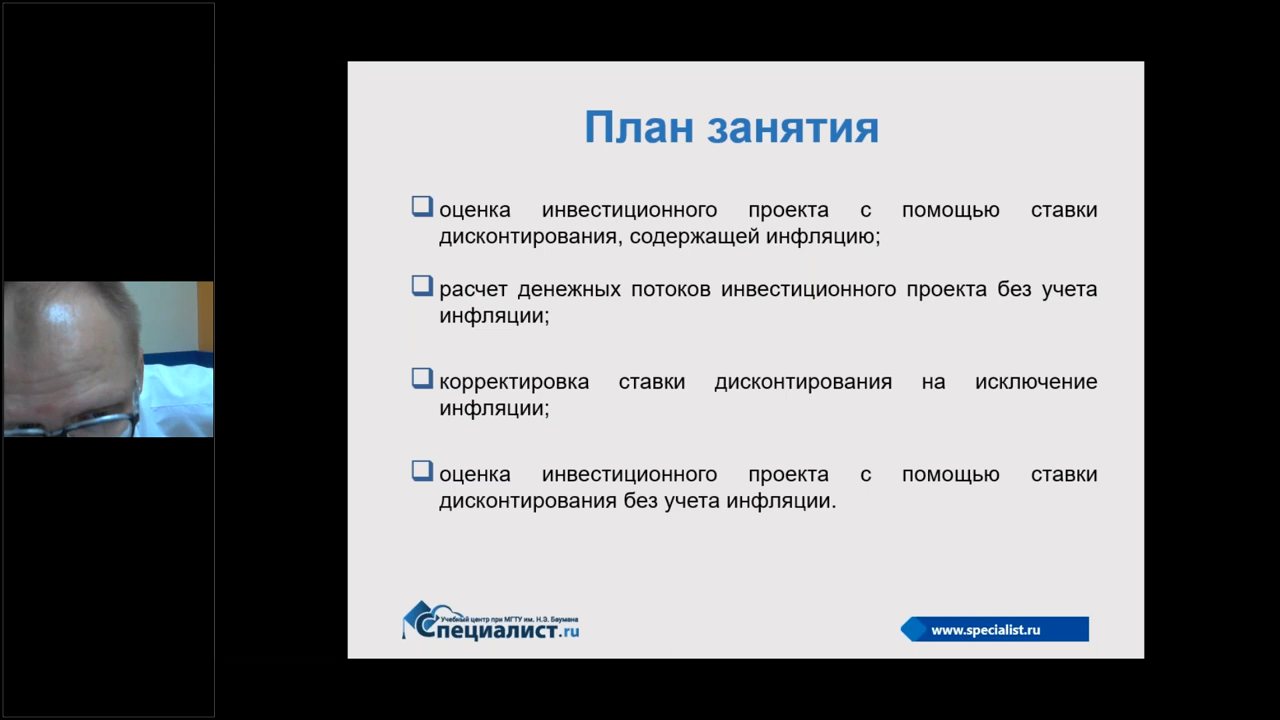 План занятия
оценка инвестиционного проекта с помощью ставки
дисконтирования, содержащей инфляцию;
расчет денежных потоков инвестиционного проекта без учета
инфляции;
корректировка ставки дисконтирования на исключение
инфляции;
оценка инвестиционного проекта с помощью ставки
дисконтирования без учета инфляции.
Учебный центр при МГТУ им. Н.Э. Баумана
Специалист.ru
www.specialist.ru